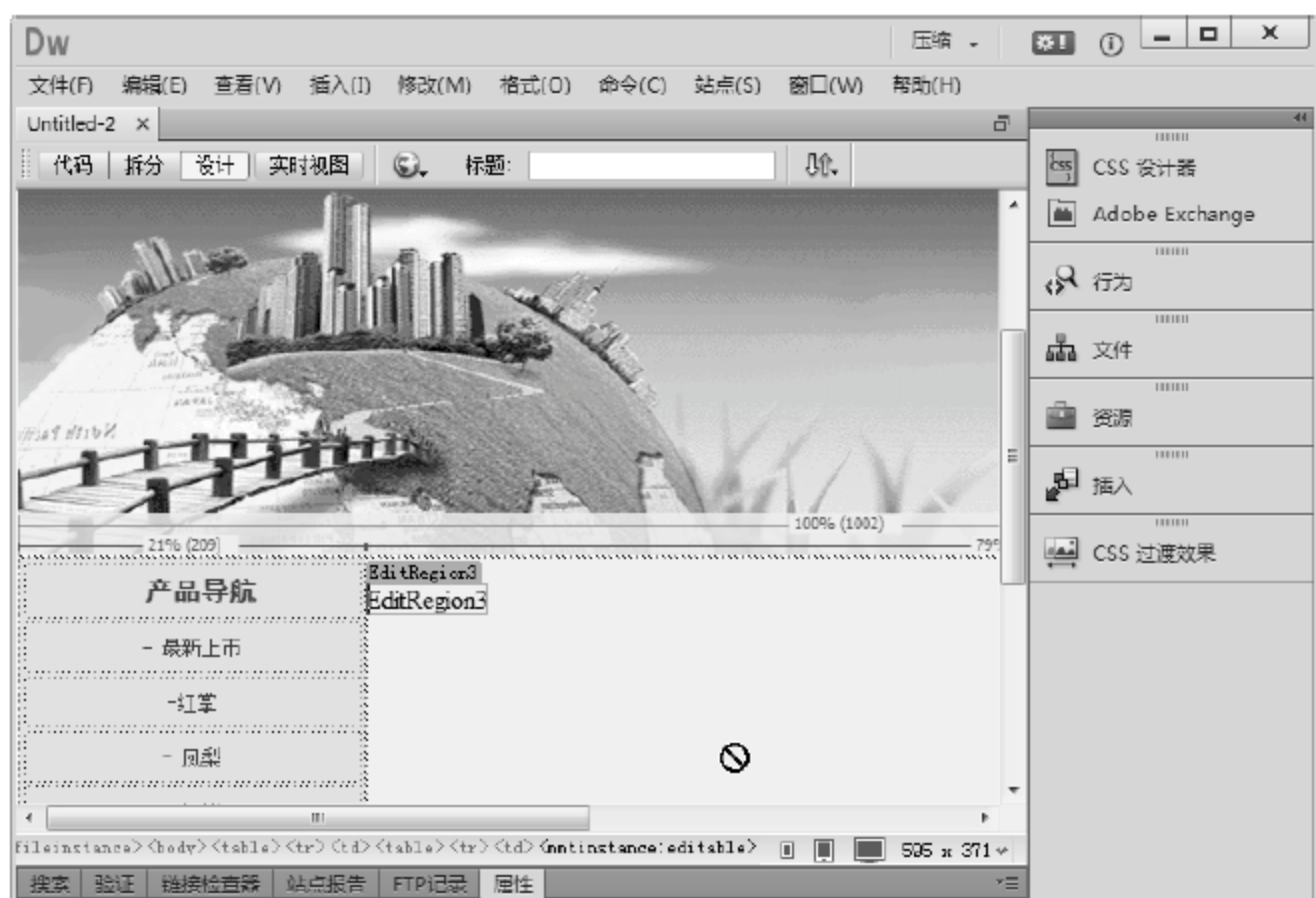 Dw
压缩
文件(F) 编辑(E) 查看(V) 插入(I) 修改(M) 格式(O) 命令(C) 站点(S) 窗口(W) 帮助(H)
Untitled-2 ×
代码 拆分 设计 实时视图 标题:
CSS 设计器
Adobe Exchange
行为
文件
资源
插入
CSS 过渡效果
100% (1002)
21% (209)
799
EditRegion3
产品导航
EditRegion3
- 最新上市
-红掌
- 凤梨
fileinstance> <body> <table> <tr> <td> <table> <tr> <td> <mmtinstance:editable> 595 x 371
搜索 验证 链接检查器 站点报告 FTP记录 属性